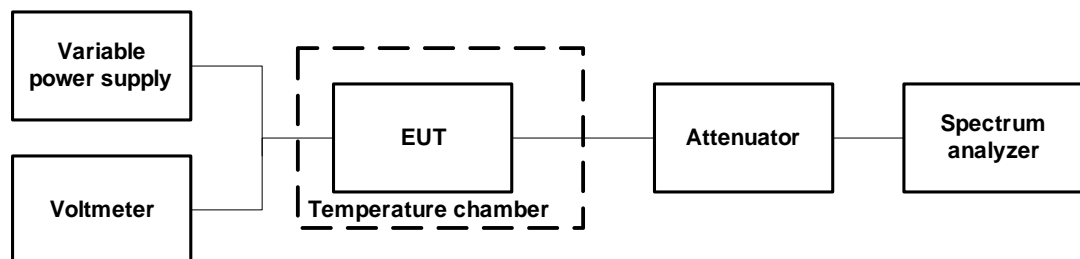 Variable
power supply
EUT
Attenuator
Spectrum
analyzer
Voltmeter
Temperature chamber